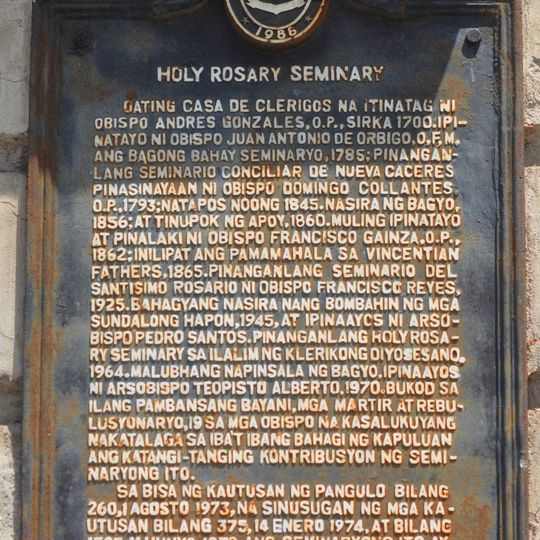 1986
HOLY ROSARY SEMINARY
DATING CASA DE CLERIGOS NA ITINATAG NI
OBISPO ANDRES GONZALES, O.P., SIRKA 1700. IPI-
NATAYO NI OBISPO JUAN ANTONIO DE ORBIGO, O.F.M.
ANG BAGONG BAHAY SEMINARYO, 1785; PINANGAN-
LANG SEMINARIO CONCILIAR DE NUEVA CACERES
PINASINAYAAN NI OBISPO DOMINGO COLLANTES,
O.P., 1793; NATAPOS NOONG 1845. NASIRA NG BAGYO,
1856; AT TINUPOK NG APOY, 1860. MULING IPINATAYO
AT PINALAKI NI OBISPO FRANCISCO GAINZA, O.P.,
1862; INILIPAT ANG PAMAMAHALA SA VINCENTIAN
FATHERS, 1865. PINANGANLANG SEMINARIO DEL
SANTISIMO ROSARIO NI OBISPO FRANCISCO REYES,
1925. BAHAGYANG NASIRA NANG BOMBAHIN NG MGA
SUNDALONG HAPON, 1945, AT IPINAAYOS NI ARSO-
BISPO PEDRO SANTOS. PINANGANLANG HOLY ROSA-
RY SEMINARY SA ILALIM NG KLERIKONG DIYOSESANO,
1964. MALUBHANG NAPINSALA NG BAGYO, IPINAAYOS
NI ARSOBISPO TEOPISTO ALBERTO, 1970. BUKOD SA
ILANG PAMBANSANG BAYANI, MGA MARTIR AT REBU-
LUSYONARYO, 19 SA MGA OBISPO NA KASALUKUYANG
NAKATALAGA SA IBA'T IBANG BAHAGI NG KAPULUAN
ANG KATANGI-TANGING KONTRIBUSYON NG SEMI-
NARYONG ITO.
SA BISA NG KAUTUSAN NG PANGULO BILANG
260, 1 AGOSTO 1973, NA SINUSUGAN NG MGA KA-
UTUSAN BILANG 375, 14 ENERO 1974, AT BILANG